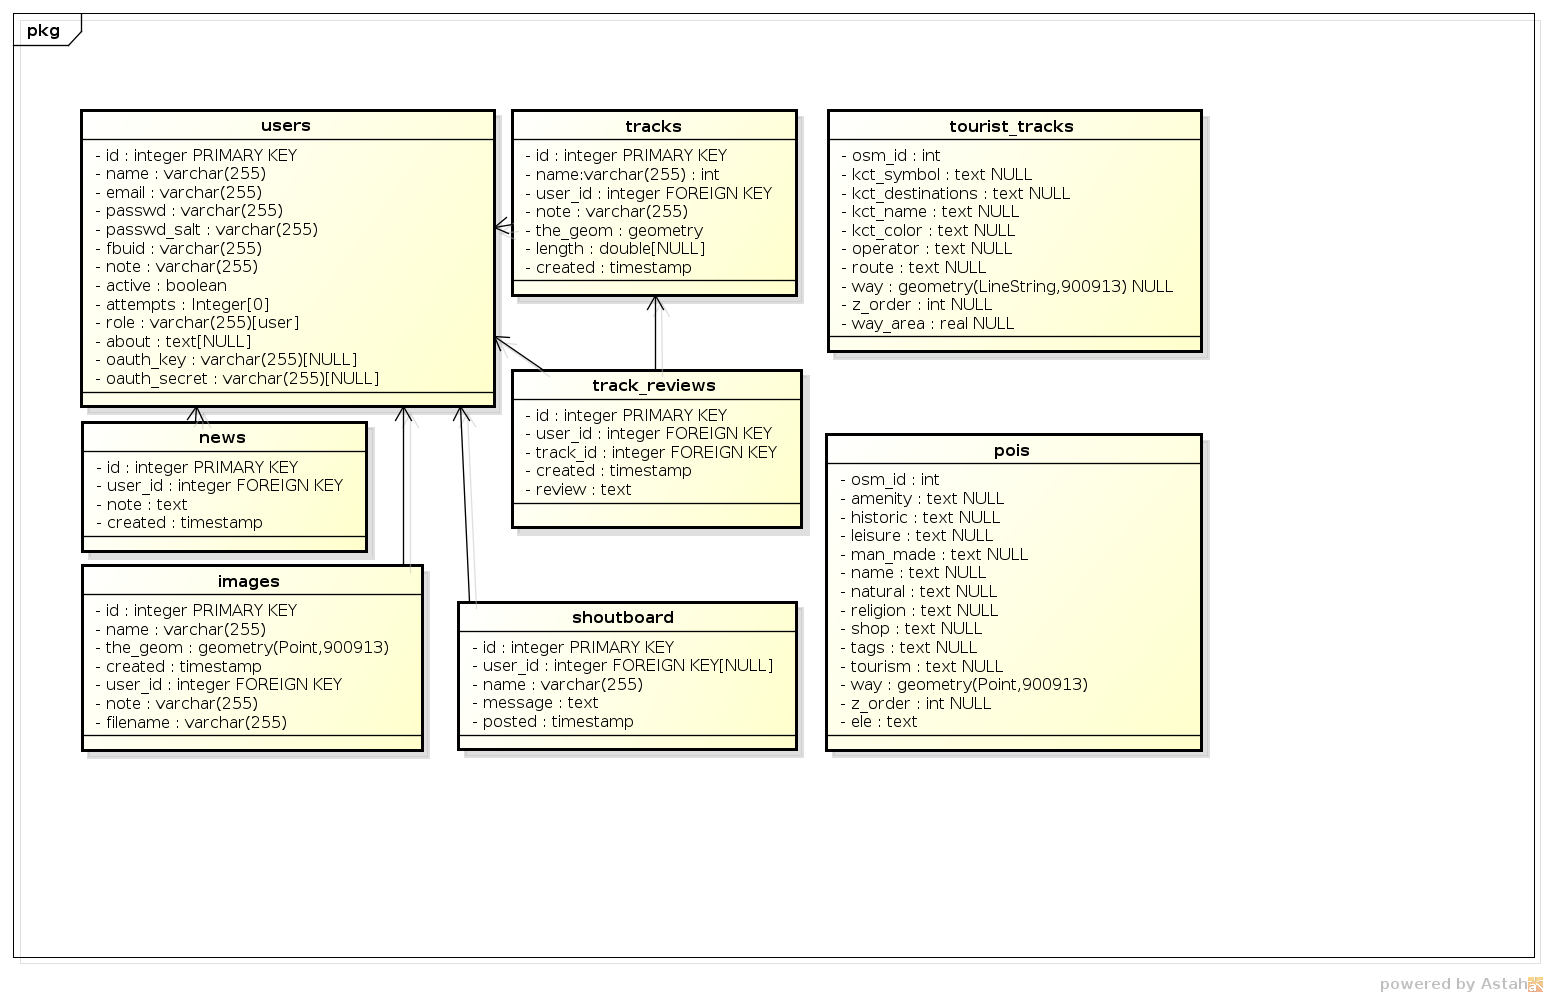 pkg
users
- id : integer PRIMARY KEY
- name : varchar(255)
- email : varchar(255)
- passwd : varchar(255)
- passwd_salt : varchar(255)
- fbuid : varchar(255)
- note : varchar(255)
- active : boolean
- attempts : Integer[0]
- role : varchar(255)[user]
- about : text[NULL]
- oauth_key : varchar(255)[NULL]
- oauth_secret : varchar(255)[NULL]
tracks
- id : integer PRIMARY KEY
- name:varchar(255) : int
- user_id : integer FOREIGN KEY
- note : varchar(255)
- the_geom : geometry
- length : double[NULL]
- created : timestamp
tourist_tracks
- osm_id : int
- kct_symbol : text NULL
- kct_destinations : text NULL
- kct_name : text NULL
- kct_color : text NULL
- operator : text NULL
- route : text NULL
- way : geometry(LineString,900913) NULL
- z_order : int NULL
- way_area : real NULL
track_reviews
- id : integer PRIMARY KEY
- user_id : integer FOREIGN KEY
- track_id : integer FOREIGN KEY
- created : timestamp
- review : text
news
- id : integer PRIMARY KEY
- user_id : integer FOREIGN KEY
- note : text
- created : timestamp
pois
- osm_id : int
- amenity : text NULL
- historic : text NULL
- leisure : text NULL
- man_made : text NULL
- name : text NULL
- natural : text NULL
- religion : text NULL
- shop : text NULL
- tags : text NULL
- tourism : text NULL
- way : geometry(Point,900913)
- z_order : int NULL
- ele : text
images
- id : integer PRIMARY KEY
- name : varchar(255)
- the_geom : geometry(Point,900913)
- created : timestamp
- user_id : integer FOREIGN KEY
- note : varchar(255)
- filename : varchar(255)
shoutboard
- id : integer PRIMARY KEY
- user_id : integer FOREIGN KEY[NULL]
- name : varchar(255)
- message : text
- posted : timestamp
powered by Astah